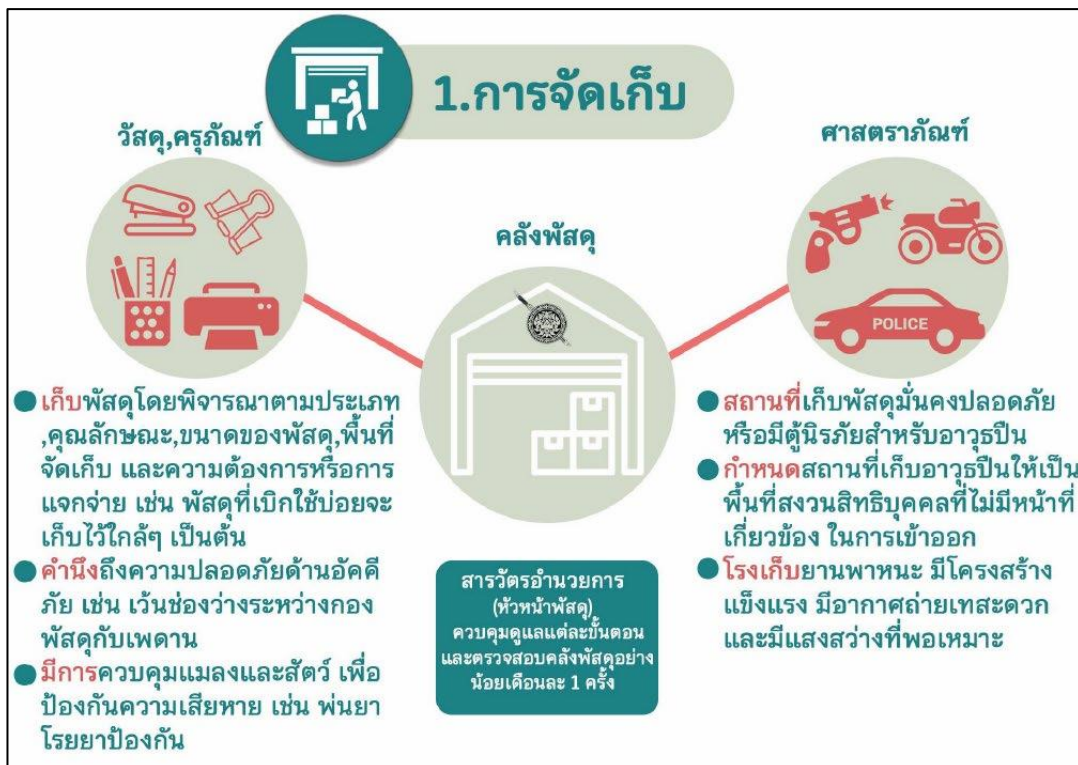 1.การจัดเก็บ
วัสดุ,ครุภัณฑ์
เก็บพัสดุโดยพิจารณาตามประเภท
,คุณลักษณะ,ขนาดของพัสดุ,พื้นที่
จัดเก็บ และความต้องการหรือการ
แจกจ่าย เช่น พัสดุที่เบิกใช้บ่อยจะ
เก็บไว้ใกล้ๆ เป็นต้น
คำนึงถึงความปลอดภัยด้านอัคคี
ภัย เช่น เว้นช่องว่างระหว่างกอง
พัสดุกับเพดาน
มีการควบคุมแมลงและสัตว์ เพื่อ
ป้องกันความเสียหาย เช่น พ่นยา
โรยยาป้องกัน
คลังพัสดุ
สารวัตรอำนวยการ
(หัวหน้าพัสดุ)
ควบคุมดูแลแต่ละขั้นตอน
และตรวจสอบคลังพัสดุอย่าง
น้อยเดือนละ 1 ครั้ง
ศาสตราภัณฑ์
POLICE
สถานที่เก็บพัสดุมั่นคงปลอดภัย
หรือมีตู้นิรภัยสำหรับอาวุธปืน
กำหนดสถานที่เก็บอาวุธปืนให้เป็น
พื้นที่สงวนสิทธิบุคคลที่ไม่มีหน้าที่
เกี่ยวข้อง ในการเข้าออก
โรงเก็บยานพาหนะ มีโครงสร้าง
แข็งแรง มีอากาศถ่ายเทสะดวก
และมีแสงสว่างที่พอเหมาะ